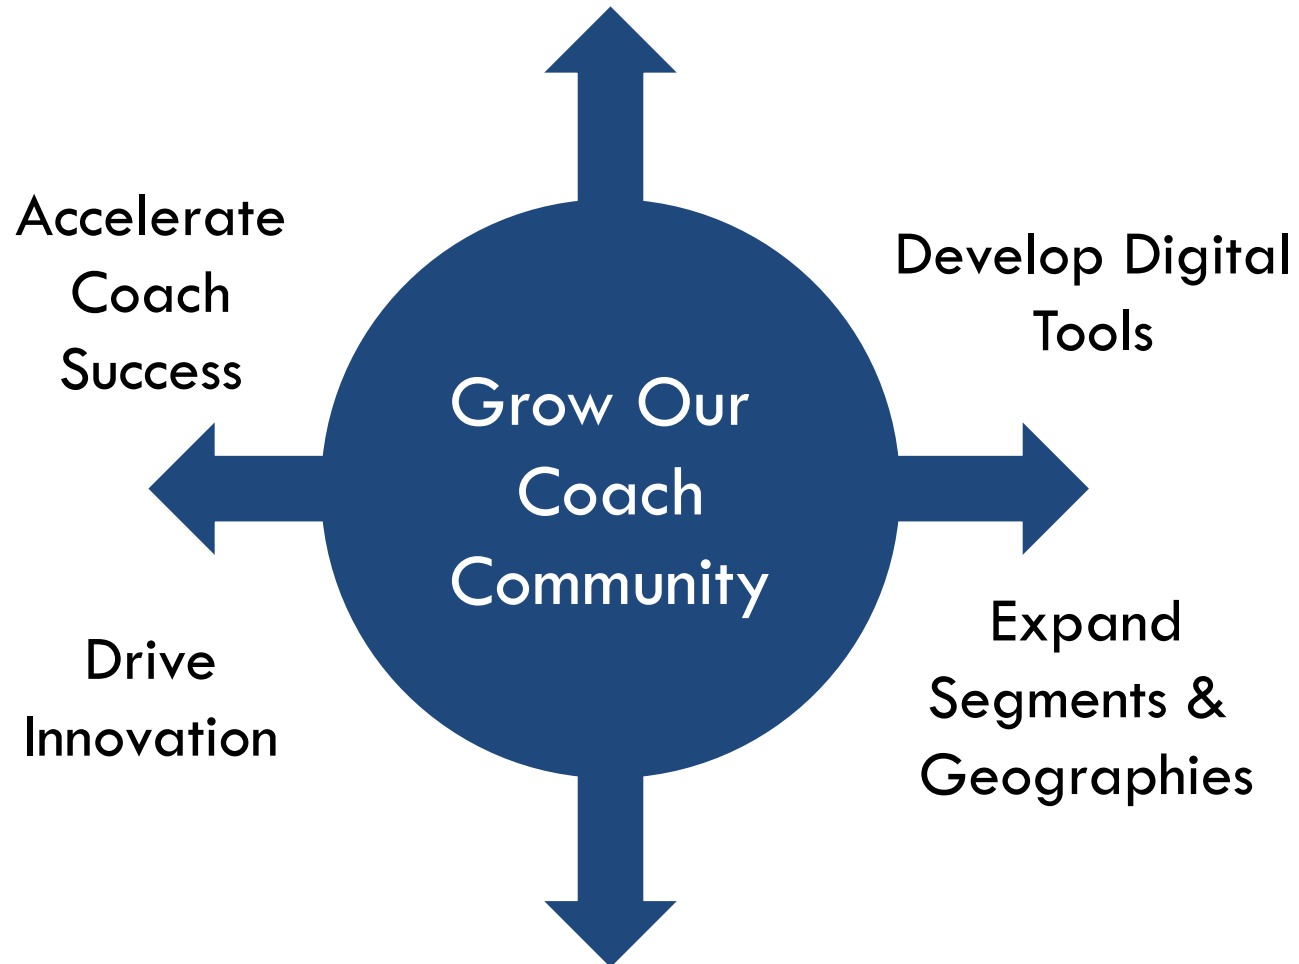 Accelerate
Coach
Success
Develop Digital
Tools
Grow Our
Coach
Community
Drive
Innovation
Expand
Segments &
Geographies